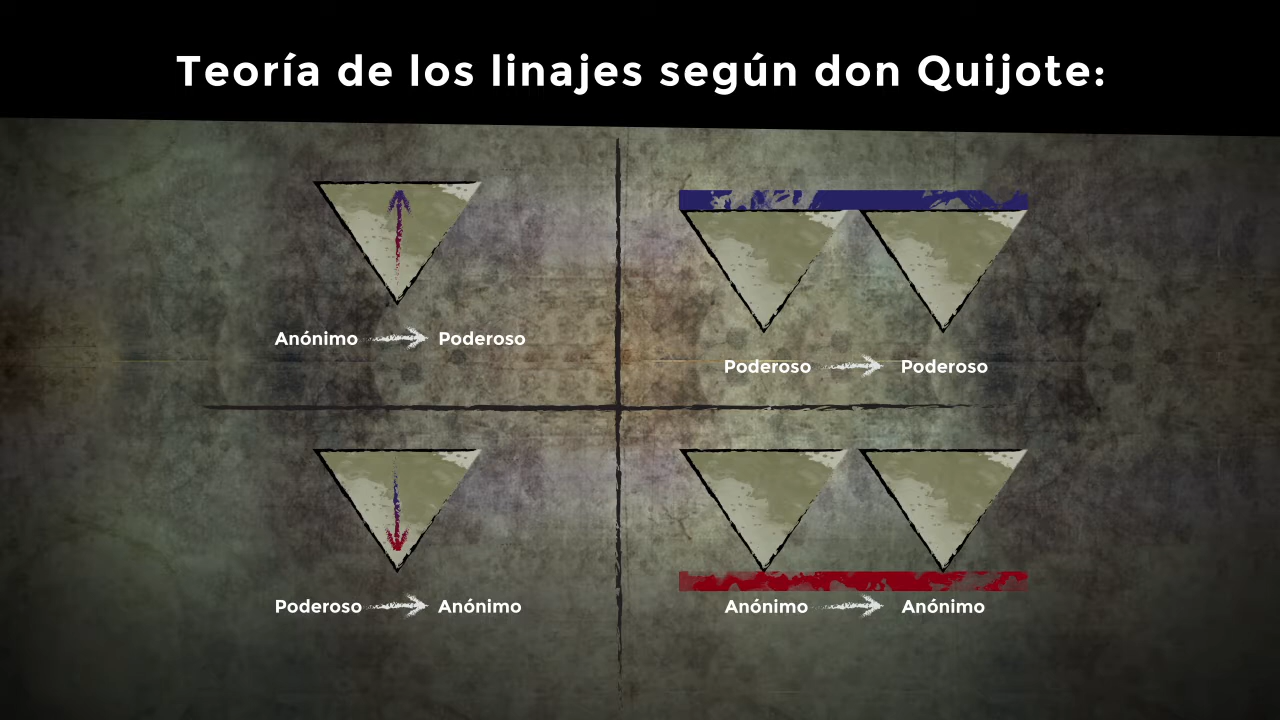 Teoría de los linajes según don Quijote:
Anónimo Poderoso
Poderoso Poderoso
Poderoso Anónimo
Anónimo Anónimo